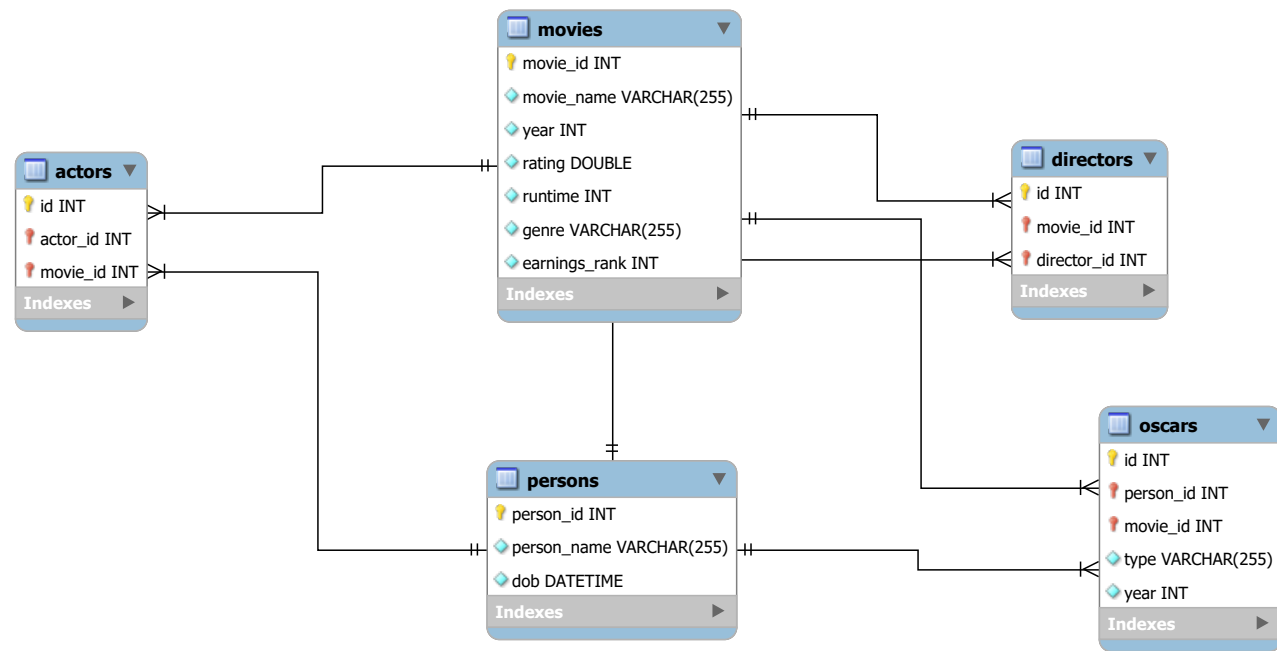 movies
movie_id INT
movie_name VARCHAR(255)
year INT
rating DOUBLE
runtime INT
genre VARCHAR(255)
earnings_rank INT
Indexes
actors
id INT
actor_id INT
movie_id INT
Indexes
directors
id INT
movie_id INT
director_id INT
Indexes
persons
person_id INT
person_name VARCHAR(255)
dob DATETIME
Indexes
oscars
id INT
person_id INT
movie_id INT
type VARCHAR(255)
year INT
Indexes